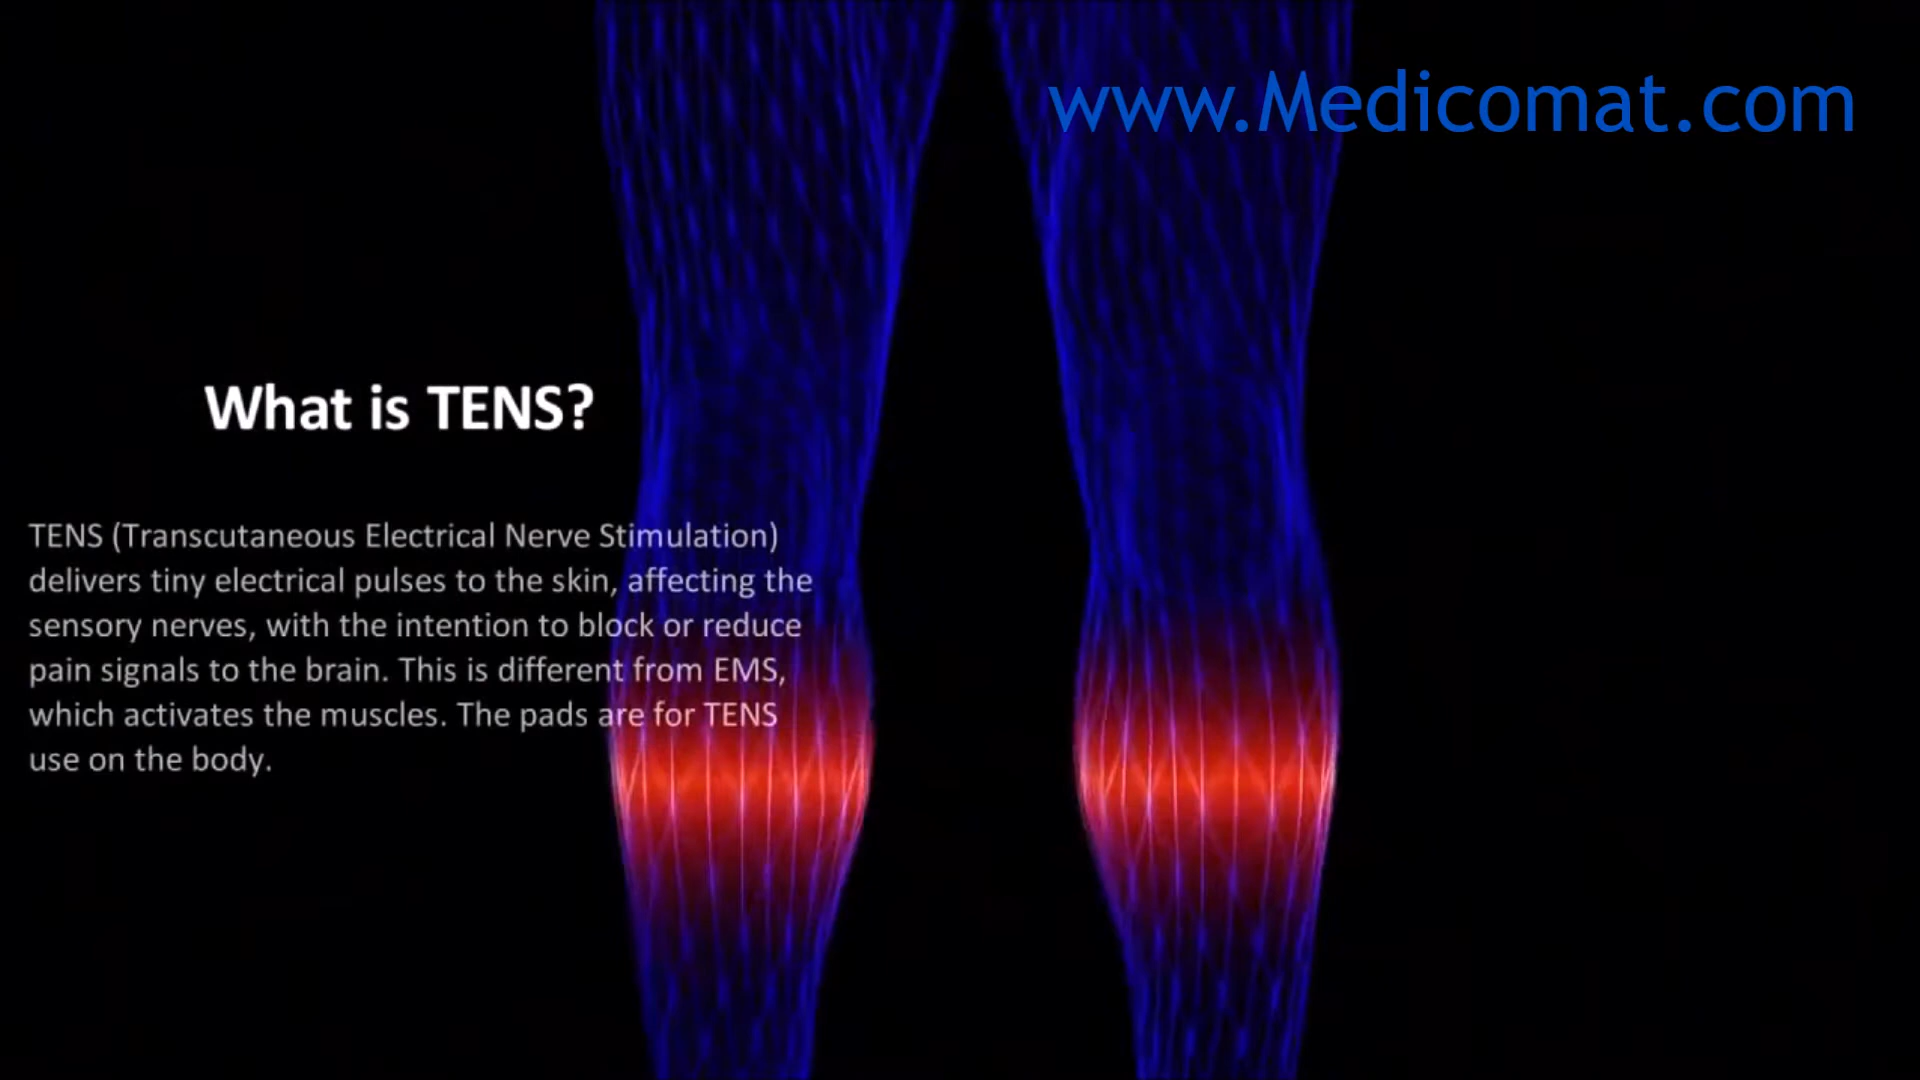 www.Medicomat.com
What is TENS?
TENS (Transcutaneous Electrical Nerve Stimulation)
delivers tiny electrical pulses to the skin, affecting the
sensory nerves, with the intention to block or reduce
pain signals to the brain. This is different from EMS,
which activates the muscles. The pads are for TENS
use on the body.